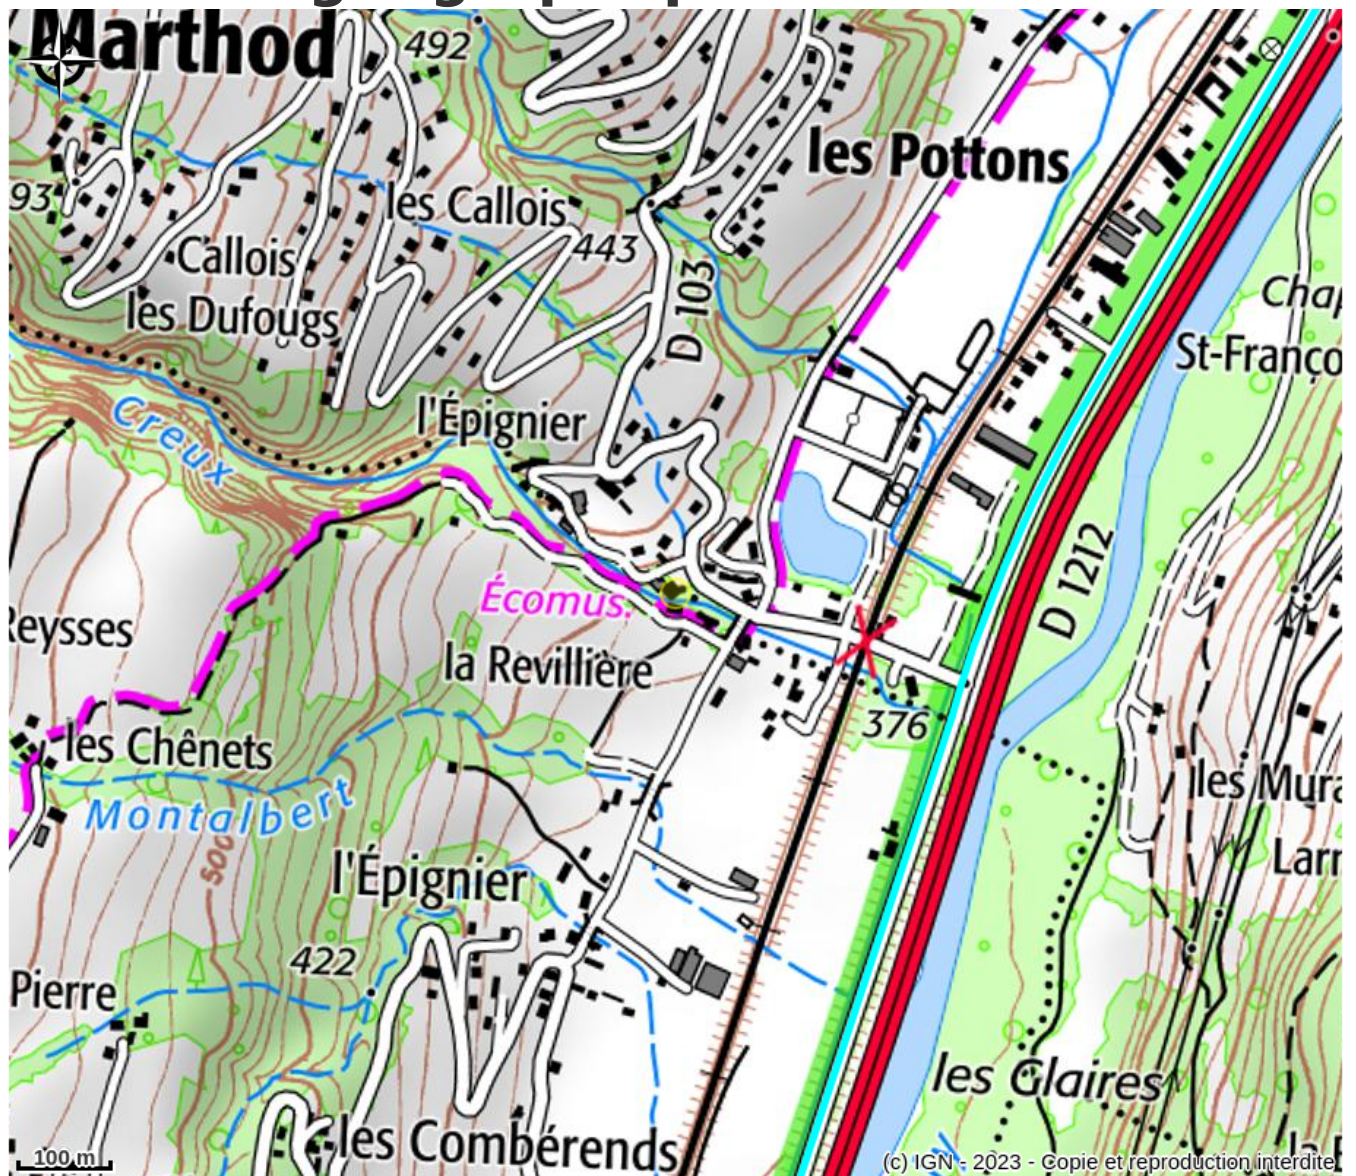 Marthod
492
les Pottons
93
les Callois
443
Callois
les Dufougs
D 103
Chap
St-Franço
l'Épignier
Creux
D 1212
Écomus.
Reysses
la Revillière
376
les Chênets
Montalbert
les Mura
Larr
500
l'Épignier
422
Pierre
les Glaires
les Combérends
100 m
(c) IGN - 2023 - Copie et reproduction interdite